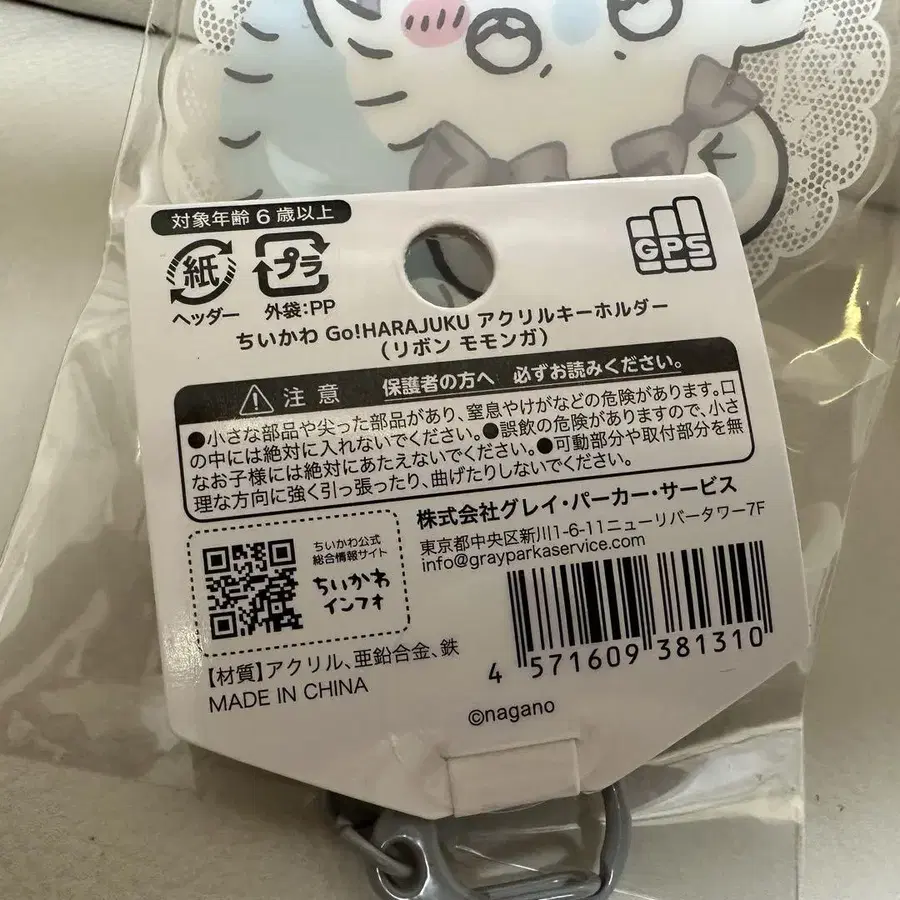 対象年齢6歳以上
GPS
紙
プラ
ヘッダー
外袋:PP
ちいかわ Go!HARAJUKU アクリルキーホルダー
(リボン モモンガ)
注意 保護者の方へ 必ずお読みください。
●小さな部品や尖った部品があり、窒息やけがなどの危険があります。口
の中には絶対に入れないでください。●誤飲の危険がありますので、小さ
なお子様には絶対にあたえないでください。●可動部分や取付部分を無
理な方向に強く引っ張ったり、曲げたりしないでください。
株式会社グレイ・パーカー・サービス
東京都中央区新川1-6-11ニューリバータワー7F
info@grayparkaservice.com
ちいかわ公式
総合情報サイト
ちいかわ
インフォ
【材質】アクリル、亜鉛合金、鉄
MADE IN CHINA
4 571609 381310
©nagano